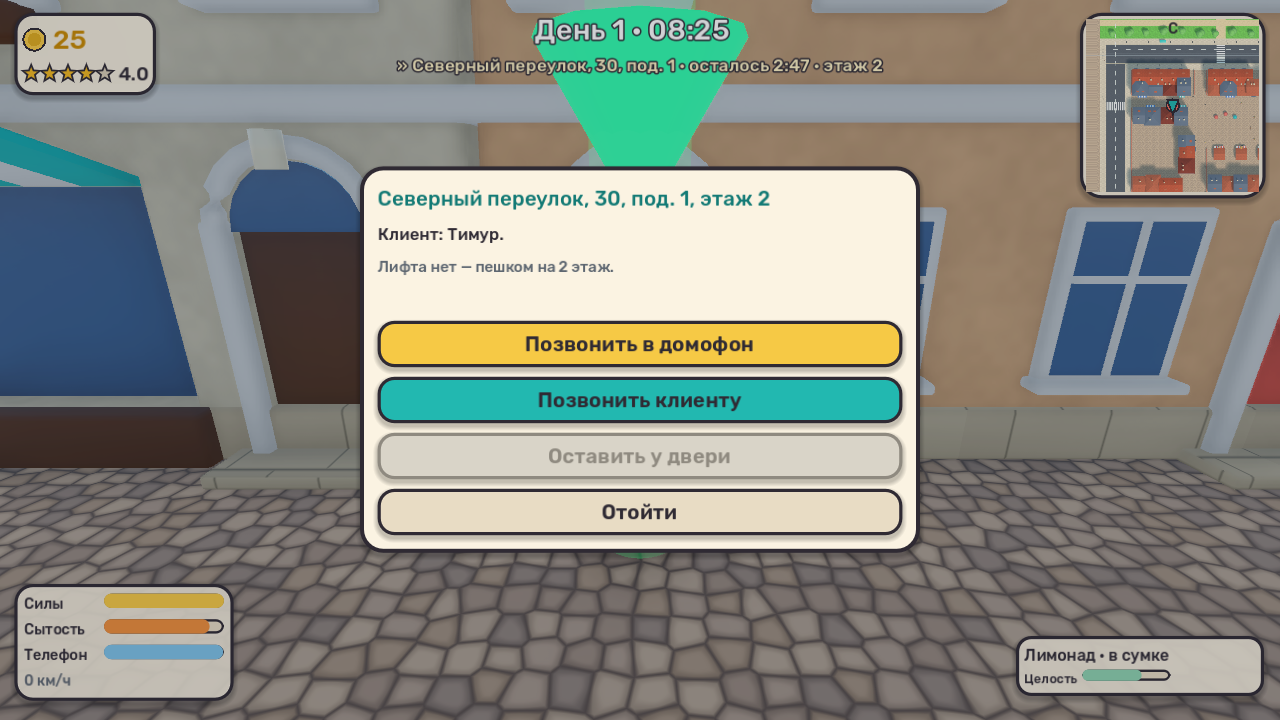 25
4.0
День 1 • 08:25
» Северный переулок, 30, под. 1 • осталось 2:47 • этаж 2
С
Северный переулок, 30, под. 1, этаж 2
Клиент: Тимур.
Лифта нет — пешком на 2 этаж.
Позвонить в домофон
Позвонить клиенту
Оставить у двери
Отойти
Силы
Сытость
Телефон
0 км/ч
Лимонад • в сумке
Целость